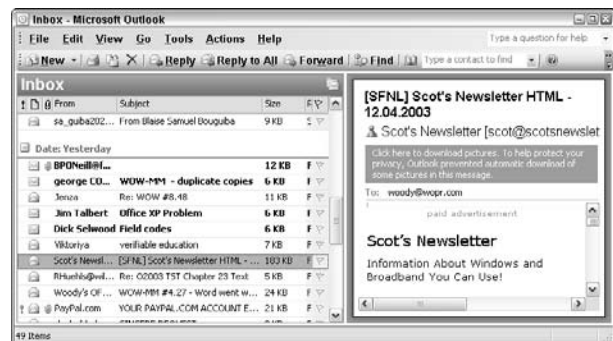 Inbox - Microsoft Outlook
File Edit View Go Tools Actions Help Type a question for help
New Reply Reply to All Forward Find Type a contact to find
Inbox
From Subject Size
sa_guba202... From Blaise Samuel Bouguba 9 KB
Date: Yesterday
BPONeill@f... 12 KB F
george CO... WOW-MM - duplicate copies 6 KB F
Jenza Re: WOW #8.48 11 KB F
Jim Talbert Office XP Problem 6 KB F
Dick Selwood Field codes 6 KB F
Viktoriya verifiable education 7 KB F
Scot's Newsl... [SFNL] Scot's Newsletter HTML - ... 103 KB F
RHuehls@wi... Re: O2003 TST Chapter 23 Text 5 KB F
Woody's OF... WOW-MM #4.27 - Word went w... 24 KB F
! PayPal.com YOUR PAYPAL.COM ACCOUNT E... 21 KB F
49 Items
[SFNL] Scot's Newsletter HTML -
12.04.2003
Scot's Newsletter [scot@scotsnewslet
Click here to download pictures. To help protect your
privacy, Outlook prevented automatic download of
some pictures in this message.
To: woody@wopr.com
paid advertisement
Scot's Newsletter
Information About Windows and
Broadband You Can Use!